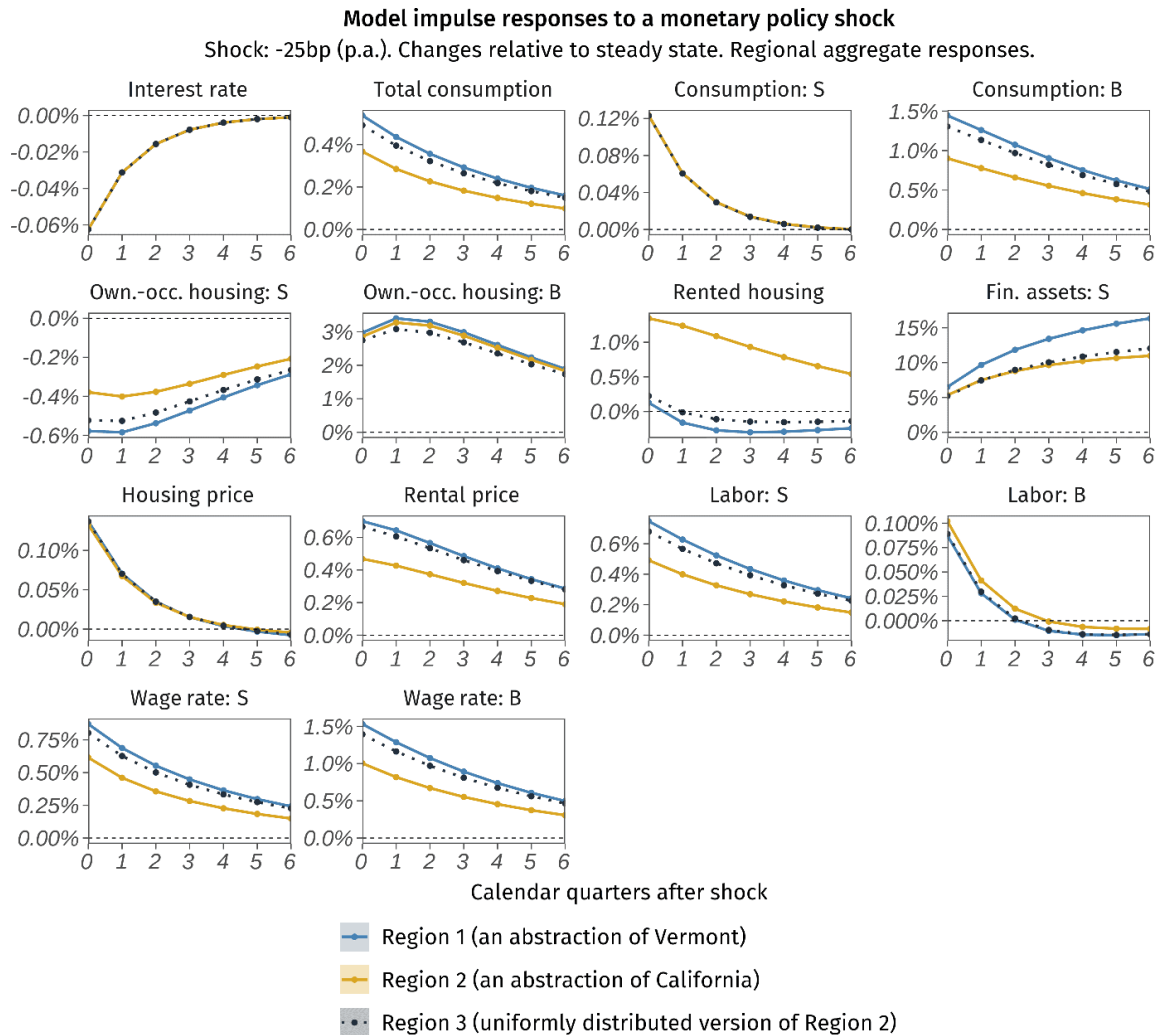 Model impulse responses to a monetary policy shock
Shock: -25bp (p.a.). Changes relative to steady state. Regional aggregate responses.
Interest rate
0.00%
-0.02%
-0.04%
-0.06%
0 1 2 3 4 5 6
Total consumption
0.4%
0.2%
0.0%
0 1 2 3 4 5 6
Consumption: S
0.12%
0.08%
0.04%
0.00%
0 1 2 3 4 5 6
Consumption: B
1.5%
1.0%
0.5%
0.0%
0 1 2 3 4 5 6
Own.-occ. housing: S
0.0%
-0.2%
-0.4%
-0.6%
0 1 2 3 4 5 6
Own.-occ. housing: B
3%
2%
1%
0%
0 1 2 3 4 5 6
Rented housing
1.0%
0.5%
0.0%
0 1 2 3 4 5 6
Fin. assets: S
15%
10%
5%
0%
0 1 2 3 4 5 6
Housing price
0.10%
0.05%
0.00%
0 1 2 3 4 5 6
Rental price
0.6%
0.4%
0.2%
0.0%
0 1 2 3 4 5 6
Labor: S
0.6%
0.4%
0.2%
0.0%
0 1 2 3 4 5 6
Labor: B
0.100%
0.075%
0.050%
0.025%
0.000%
0 1 2 3 4 5 6
Wage rate: S
0.75%
0.50%
0.25%
0.00%
0 1 2 3 4 5 6
Wage rate: B
1.5%
1.0%
0.5%
0.0%
0 1 2 3 4 5 6
Calendar quarters after shock
Region 1 (an abstraction of Vermont)
Region 2 (an abstraction of California)
Region 3 (uniformly distributed version of Region 2)